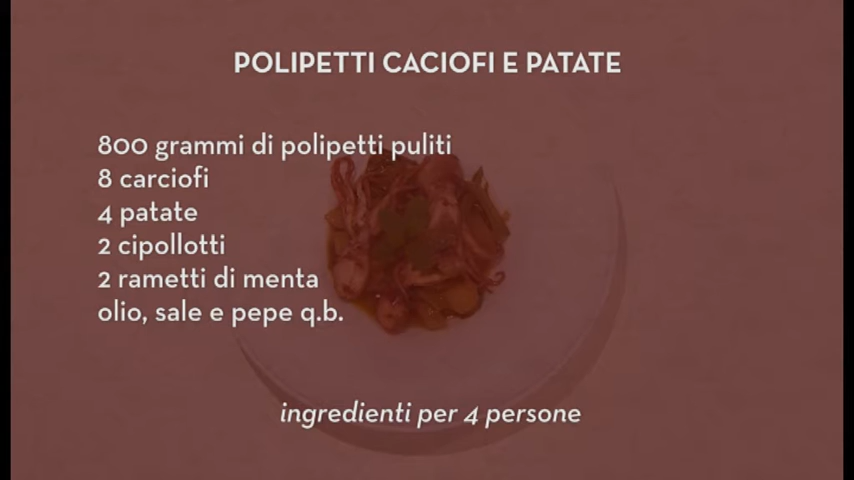 POLIPETTI CACIOFI E PATATE
800 grammi di polipetti puliti
8 carciofi
4 patate
2 cipollotti
2 rametti di menta
olio, sale e pepe q.b.
ingredienti per 4 persone